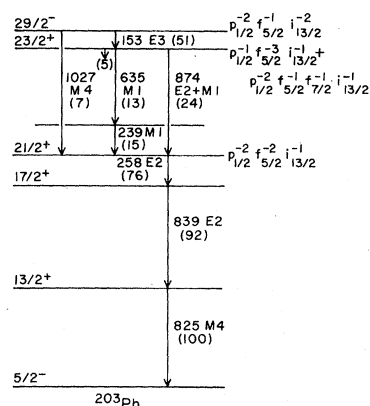 29/2⁻ p₁/₂⁻² f₅/₂⁻¹ i₁₃/₂⁻²
153 E3 (51)
23/2⁺ p₁/₂⁻¹ f₅/₂⁻³ i₁₃/₂⁻¹+
(5)
p₁/₂⁻² f₅/₂⁻¹ f₇/₂⁻¹ i₁₃/₂⁻¹
1027 635 874
M4 M1 E2+M1
(7) (13) (24)
239 M1
(15)
21/2⁺ p₁/₂⁻² f₅/₂⁻² i₁₃/₂⁻¹
258 E2
(76)
17/2⁺
839 E2
(92)
13/2⁺
825 M4
(100)
5/2⁻
²⁰³Pb